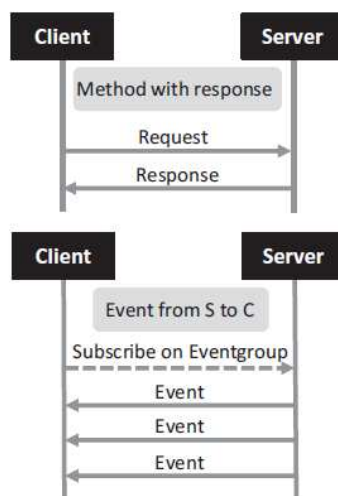 Client Server
Method with response
Request
Response
Client Server
Event from S to C
Subscribe on Eventgroup
Event
Event
Event